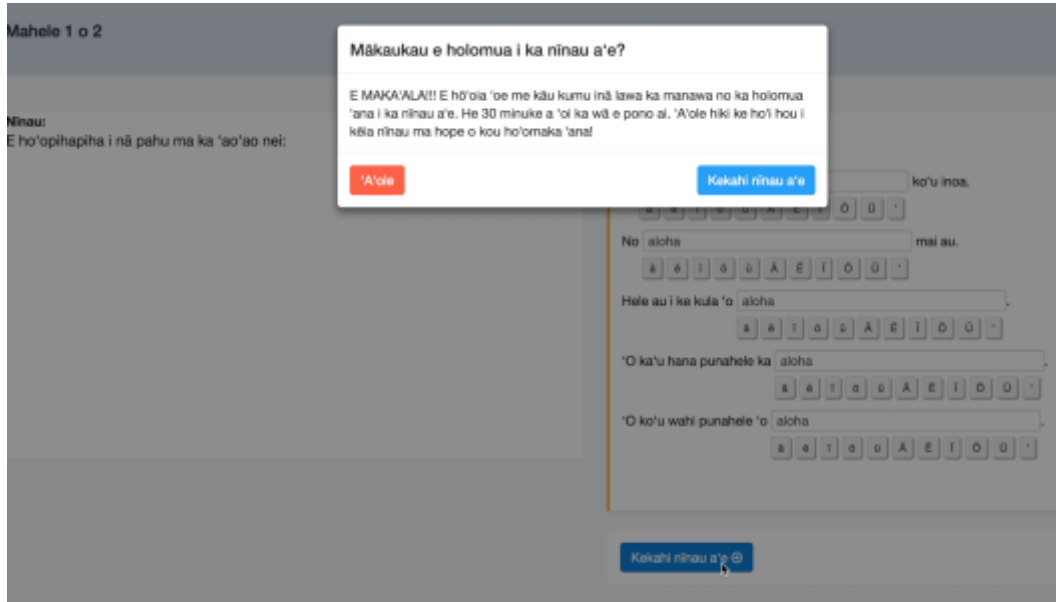 Mahele 1 o 2
Mākaukau e holomua i ka nīnau aʻe?
E MAKAʻALA!!! E hōʻoia ʻoe me kāu kumu inā lawa ka manawa no ka holomua
ʻana i ka nīnau aʻe. He 30 minuke a ʻoi ka wā e pono ai. ʻAʻole hiki ke hoʻi hou i
kēia nīnau ma hope o kou hoʻomaka ʻana!
ʻAʻole
Kekahi nīnau aʻe
Nīnau:
E hoʻopihapiha i nā pahu ma ka ʻaoʻao nei:
koʻu inoa.
ā ē ī ō ū Ā Ē Ī Ō Ū ʻ
No aloha mai au.
ā ē ī ō ū Ā Ē Ī Ō Ū ʻ
Hele au i ke kula ʻo aloha.
ā ē ī ō ū Ā Ē Ī Ō Ū ʻ
ʻO kaʻu hana punahele ka aloha.
ā ē ī ō ū Ā Ē Ī Ō Ū ʻ
ʻO koʻu wahi punahele ʻo aloha.
ā ē ī ō ū Ā Ē Ī Ō Ū ʻ
Kekahi nīnau aʻe